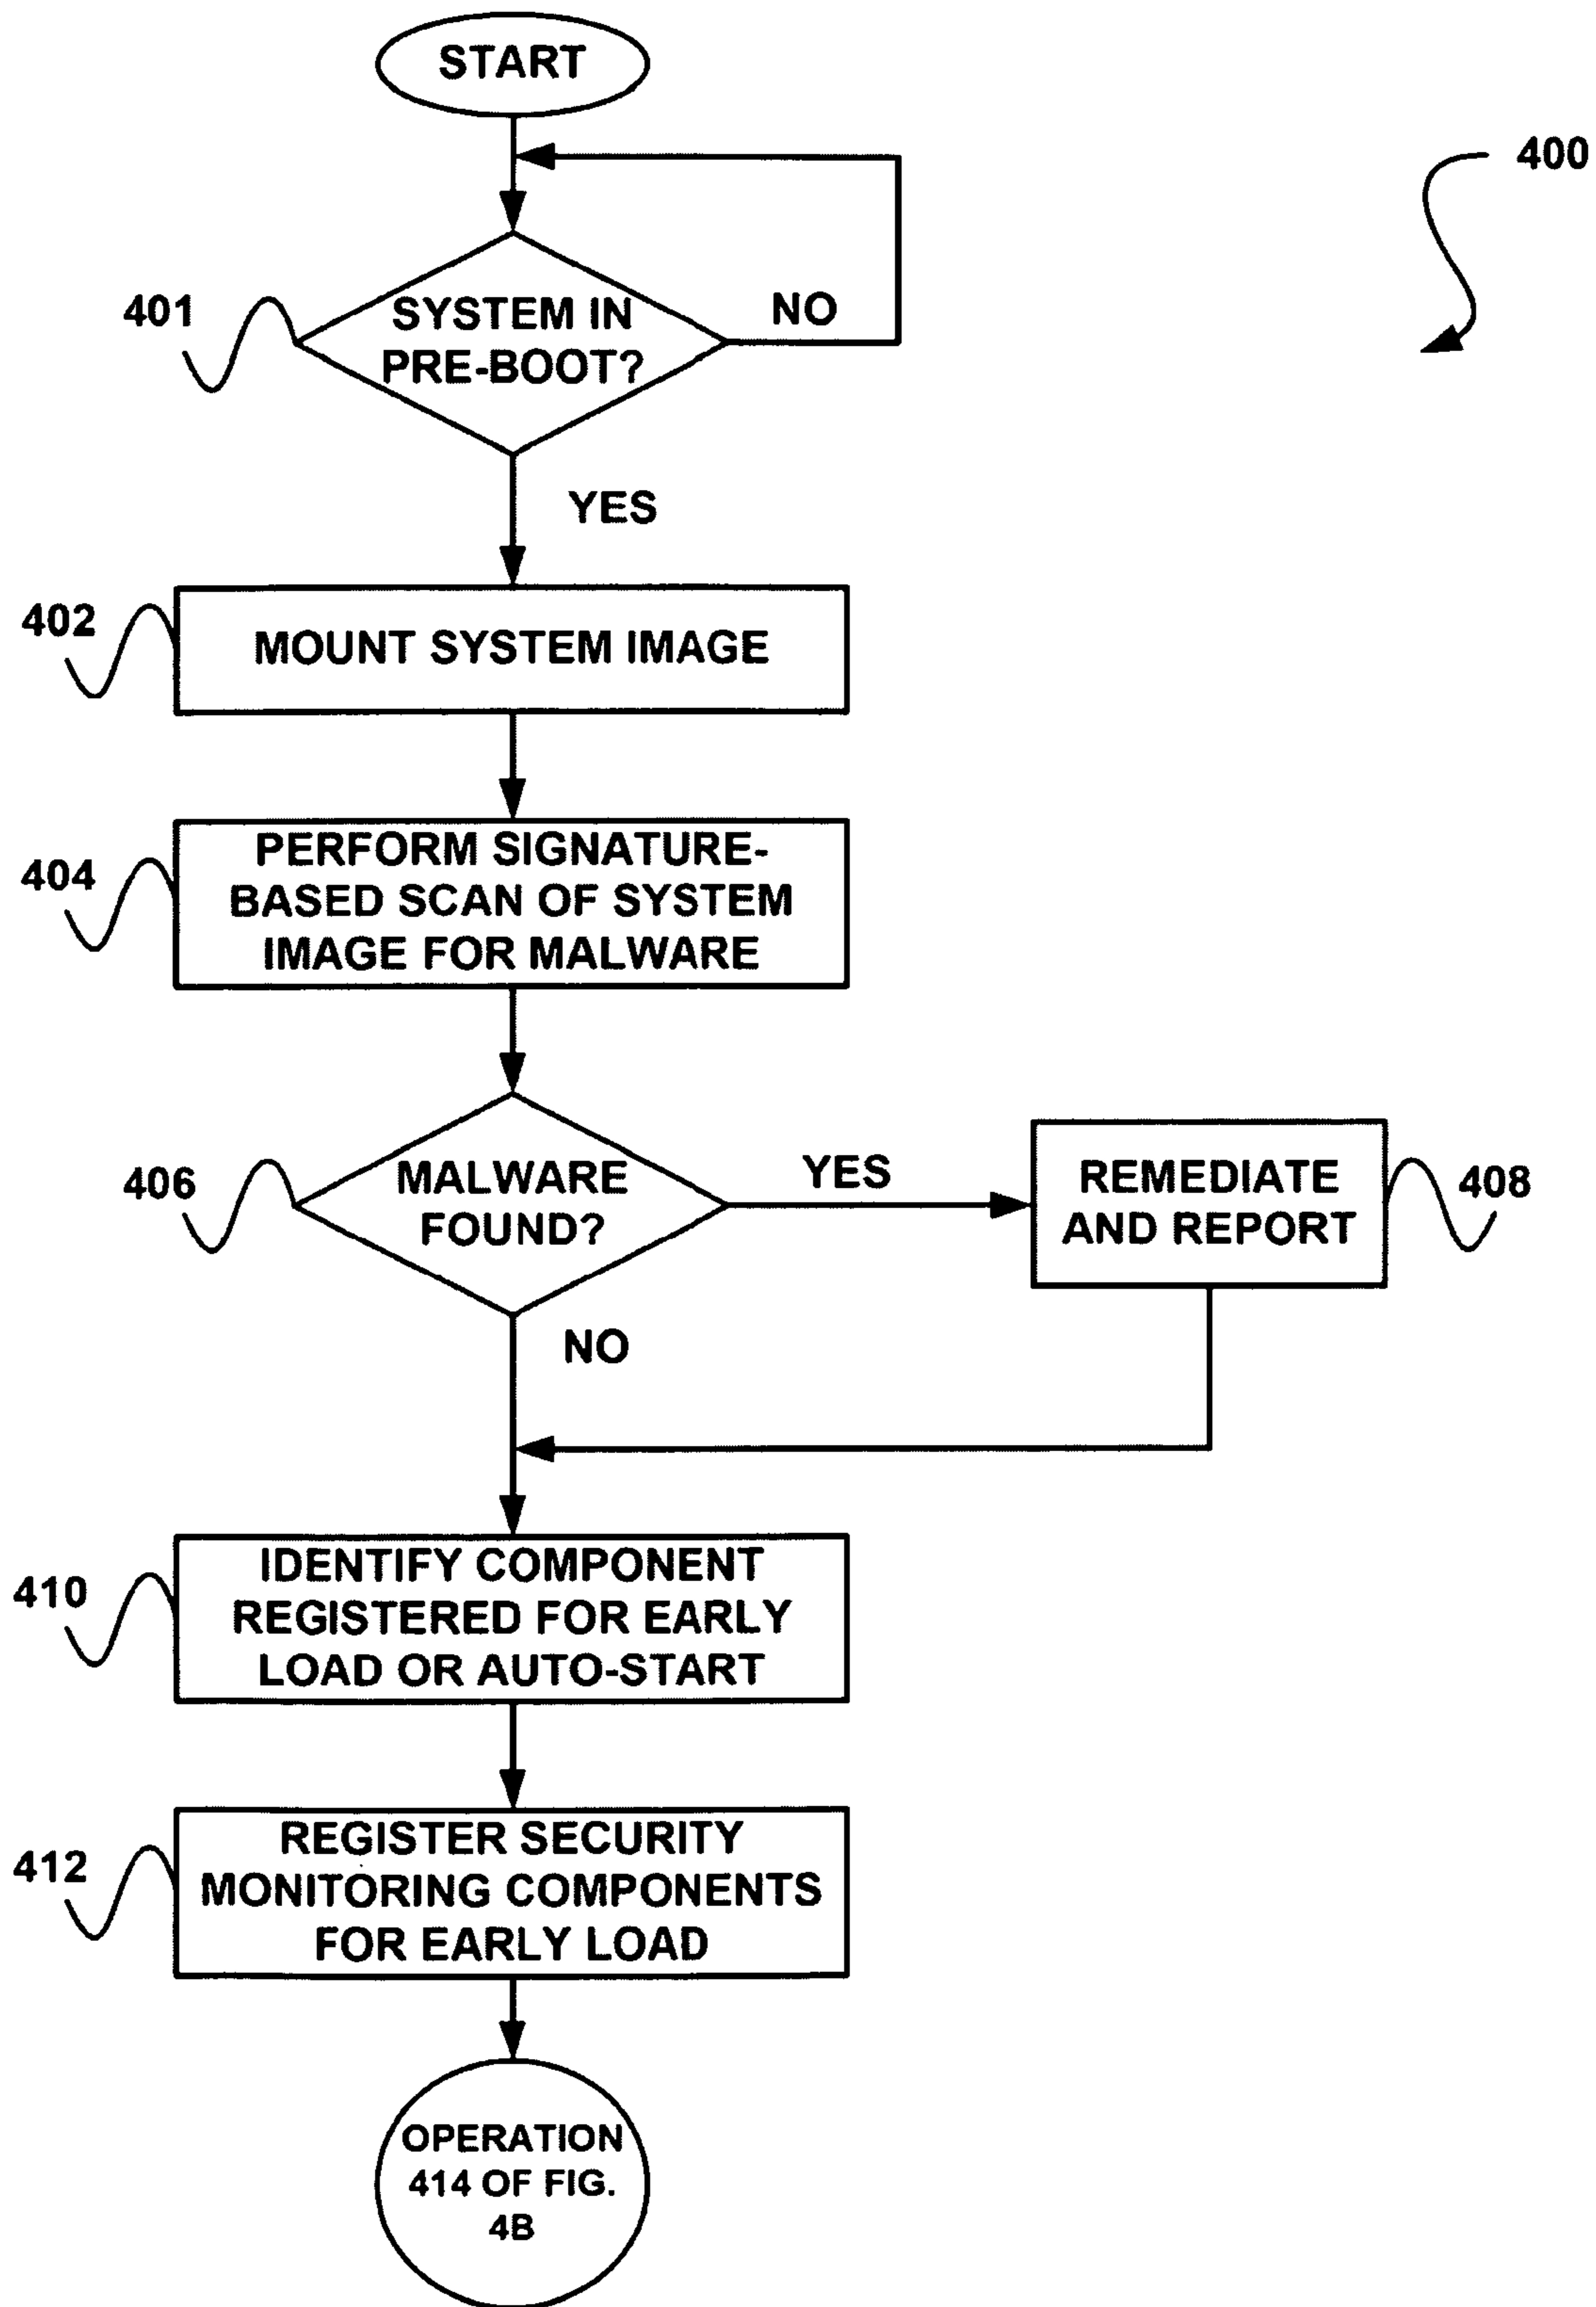 START
400
401
SYSTEM IN
PRE-BOOT?
NO
YES
402
MOUNT SYSTEM IMAGE
404
PERFORM SIGNATURE-
BASED SCAN OF SYSTEM
IMAGE FOR MALWARE
406
MALWARE
FOUND?
YES
REMEDIATE
AND REPORT
408
NO
410
IDENTIFY COMPONENT
REGISTERED FOR EARLY
LOAD OR AUTO-START
412
REGISTER SECURITY
MONITORING COMPONENTS
FOR EARLY LOAD
OPERATION
414 OF FIG.
4B